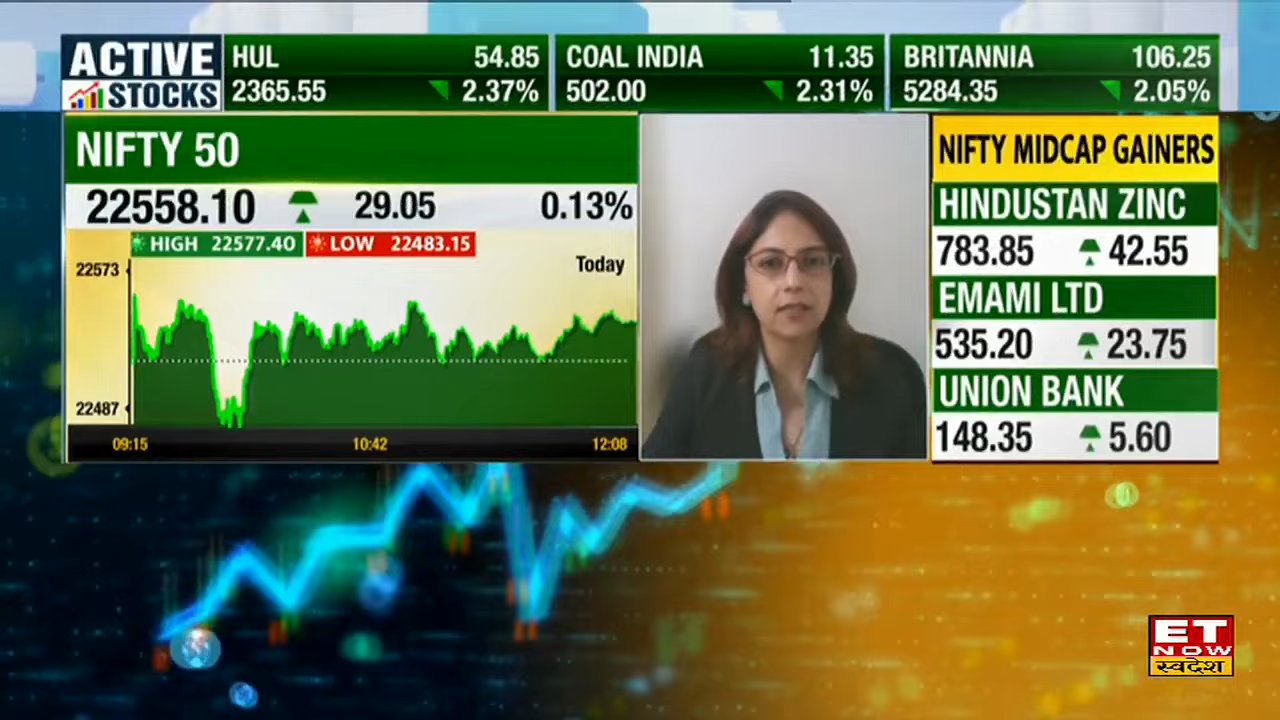 ACTIVE STOCKS
HUL 54.85
2365.55 2.37%
COAL INDIA 11.35
502.00 2.31%
BRITANNIA 106.25
5284.35 2.05%
NIFTY 50
22558.10 29.05 0.13%
HIGH 22577.40 LOW 22483.15
Today
22573
22487
09:15 10:42 12:08
NIFTY MIDCAP GAINERS
HINDUSTAN ZINC
783.85 42.55
EMAMI LTD
535.20 23.75
UNION BANK
148.35 5.60
ET
NOW
स्वदेश